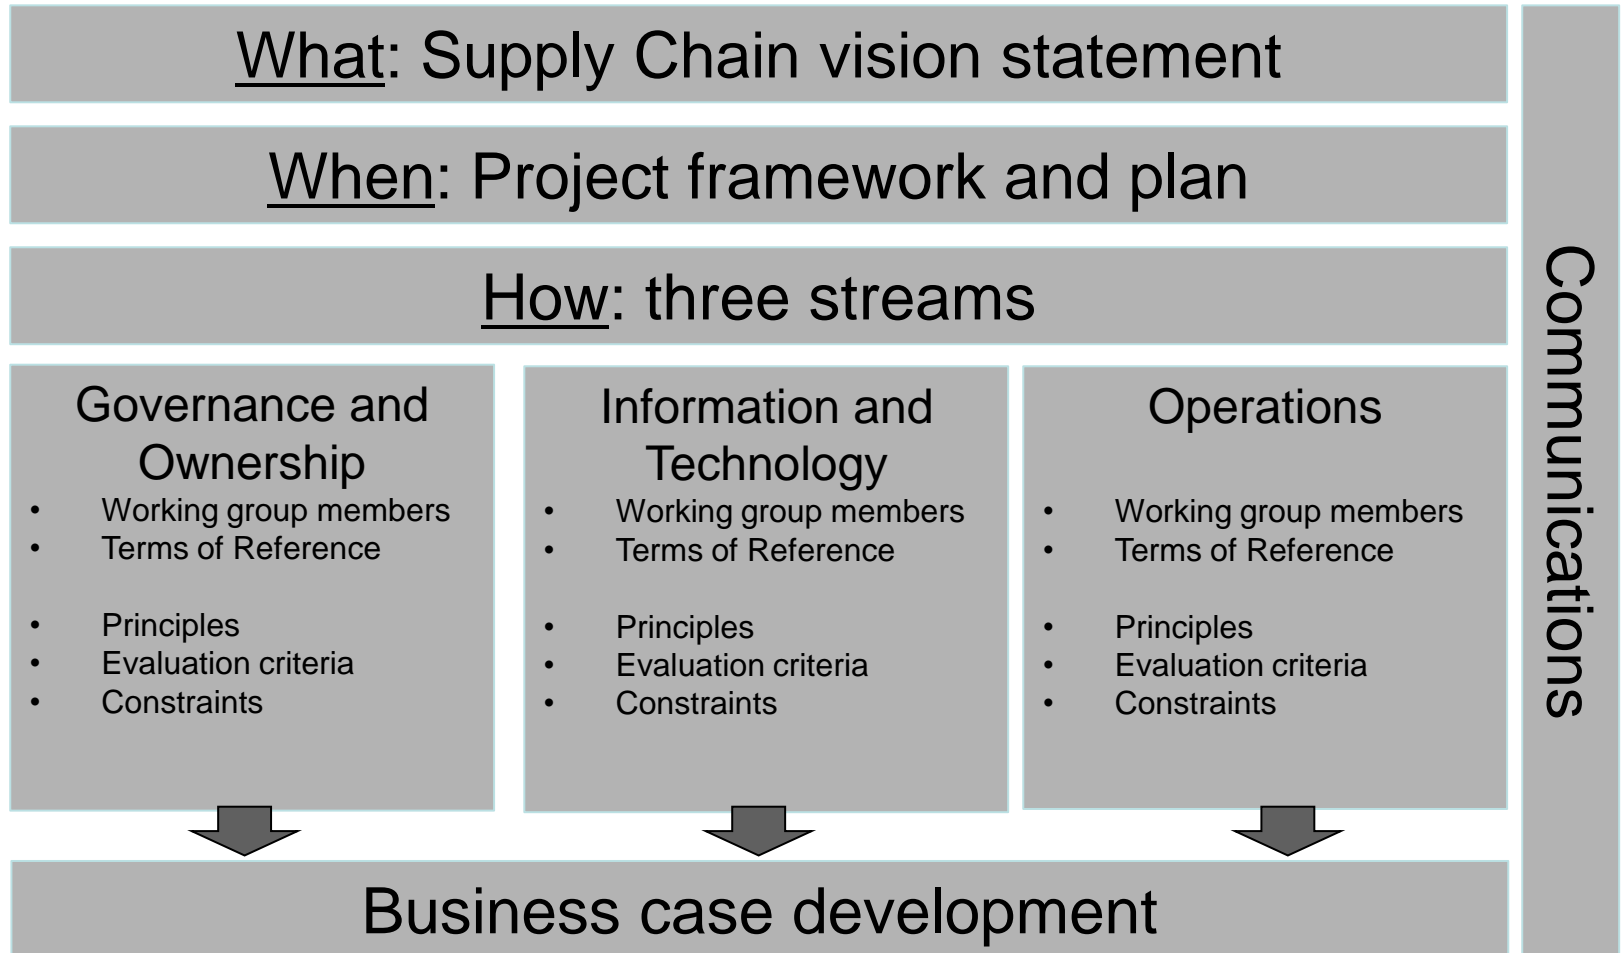 What: Supply Chain vision statement
When: Project framework and plan
How: three streams
Governance and
Ownership
• Working group members
• Terms of Reference
• Principles
• Evaluation criteria
• Constraints
Information and
Technology
• Working group members
• Terms of Reference
• Principles
• Evaluation criteria
• Constraints
Operations
• Working group members
• Terms of Reference
• Principles
• Evaluation criteria
• Constraints
Business case development
Communications